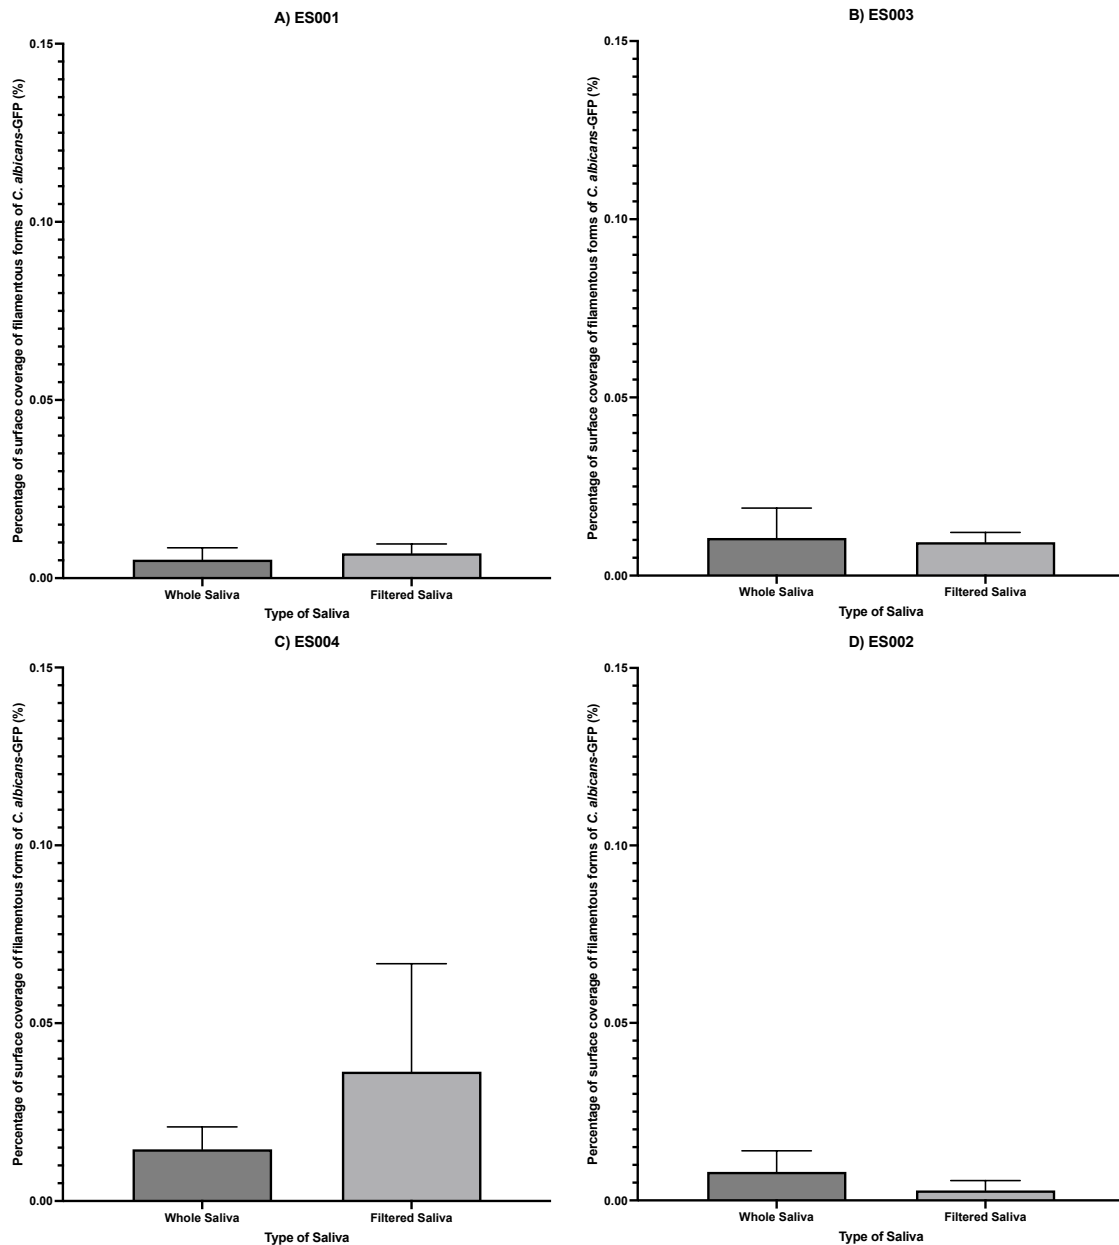 A) ES001
Percentage of surface coverage of filamentous forms of C. albicans-GFP (%)
0.15
0.10
0.05
0.00
Whole Saliva Filtered Saliva
Type of Saliva
B) ES003
Percentage of surface coverage of filamentous forms of C. albicans-GFP (%)
0.15
0.10
0.05
0.00
Whole Saliva Filtered Saliva
Type of Saliva
C) ES004
Percentage of surface coverage of filamentous forms of C. albicans-GFP (%)
0.15
0.10
0.05
0.00
Whole Saliva Filtered Saliva
Type of Saliva
D) ES002
Percentage of surface coverage of filamentous forms of C. albicans-GFP (%)
0.15
0.10
0.05
0.00
Whole Saliva Filtered Saliva
Type of Saliva